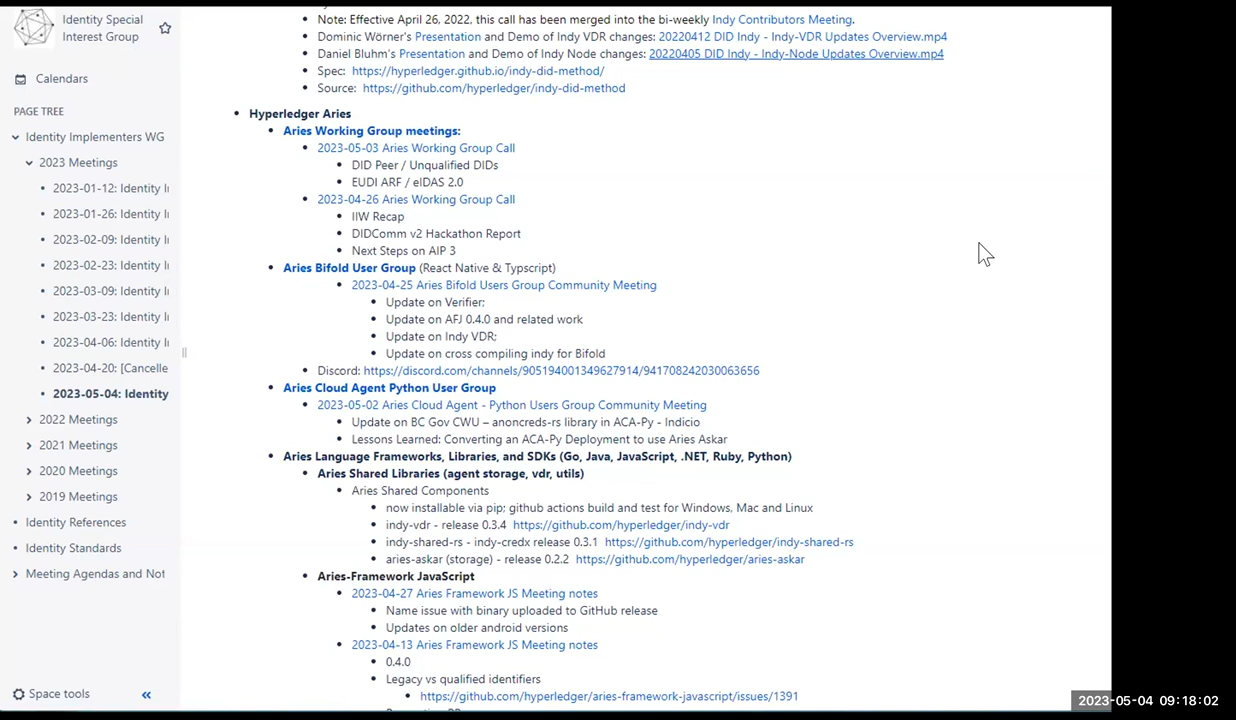 Identity Special
Interest Group
Calendars
PAGE TREE
Identity Implementers WG
2023 Meetings
2023-01-12: Identity I
2023-01-26: Identity I
2023-02-09: Identity I
2023-02-23: Identity I
2023-03-09: Identity I
2023-03-23: Identity I
2023-04-06: Identity I
2023-04-20: [Cancelle
2023-05-04: Identity
2022 Meetings
2021 Meetings
2020 Meetings
2019 Meetings
Identity References
Identity Standards
Meeting Agendas and Not
Space tools
Note: Effective April 26, 2022, this call has been merged into the bi-weekly Indy Contributors Meeting.
Dominic Wörner's Presentation and Demo of Indy VDR changes: 20220412 DID Indy - Indy-VDR Updates Overview.mp4
Daniel Bluhm's Presentation and Demo of Indy Node changes: 20220405 DID Indy - Indy-Node Updates Overview.mp4
Spec: https://hyperledger.github.io/indy-did-method/
Source: https://github.com/hyperledger/indy-did-method
Hyperledger Aries
Aries Working Group meetings:
2023-05-03 Aries Working Group Call
DID Peer / Unqualified DIDs
EUDI ARF / eIDAS 2.0
2023-04-26 Aries Working Group Call
IIW Recap
DIDComm v2 Hackathon Report
Next Steps on AIP 3
Aries Bifold User Group (React Native & Typscript)
2023-04-25 Aries Bifold Users Group Community Meeting
Update on Verifier;
Update on AFJ 0.4.0 and related work
Update on Indy VDR;
Update on cross compiling indy for Bifold
Discord: https://discord.com/channels/905194001349627914/941708242030063656
Aries Cloud Agent Python User Group
2023-05-02 Aries Cloud Agent - Python Users Group Community Meeting
Update on BC Gov CWU – anoncreds-rs library in ACA-Py - Indicio
Lessons Learned: Converting an ACA-Py Deployment to use Aries Askar
Aries Language Frameworks, Libraries, and SDKs (Go, Java, JavaScript, .NET, Ruby, Python)
Aries Shared Libraries (agent storage, vdr, utils)
Aries Shared Components
now installable via pip; github actions build and test for Windows, Mac and Linux
indy-vdr - release 0.3.4 https://github.com/hyperledger/indy-vdr
indy-shared-rs - indy-credx release 0.3.1 https://github.com/hyperledger/indy-shared-rs
aries-askar (storage) - release 0.2.2 https://github.com/hyperledger/aries-askar
Aries-Framework JavaScript
2023-04-27 Aries Framework JS Meeting notes
Name issue with binary uploaded to GitHub release
Updates on older android versions
2023-04-13 Aries Framework JS Meeting notes
0.4.0
Legacy vs qualified identifiers
https://github.com/hyperledger/aries-framework-javascript/issues/1391
2023-05-04 09:18:02